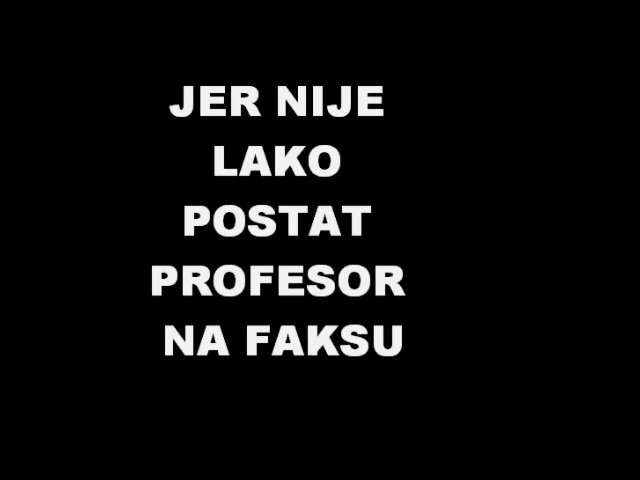 JER NIJE
LAKO
POSTAT
PROFESOR
NA FAKSU